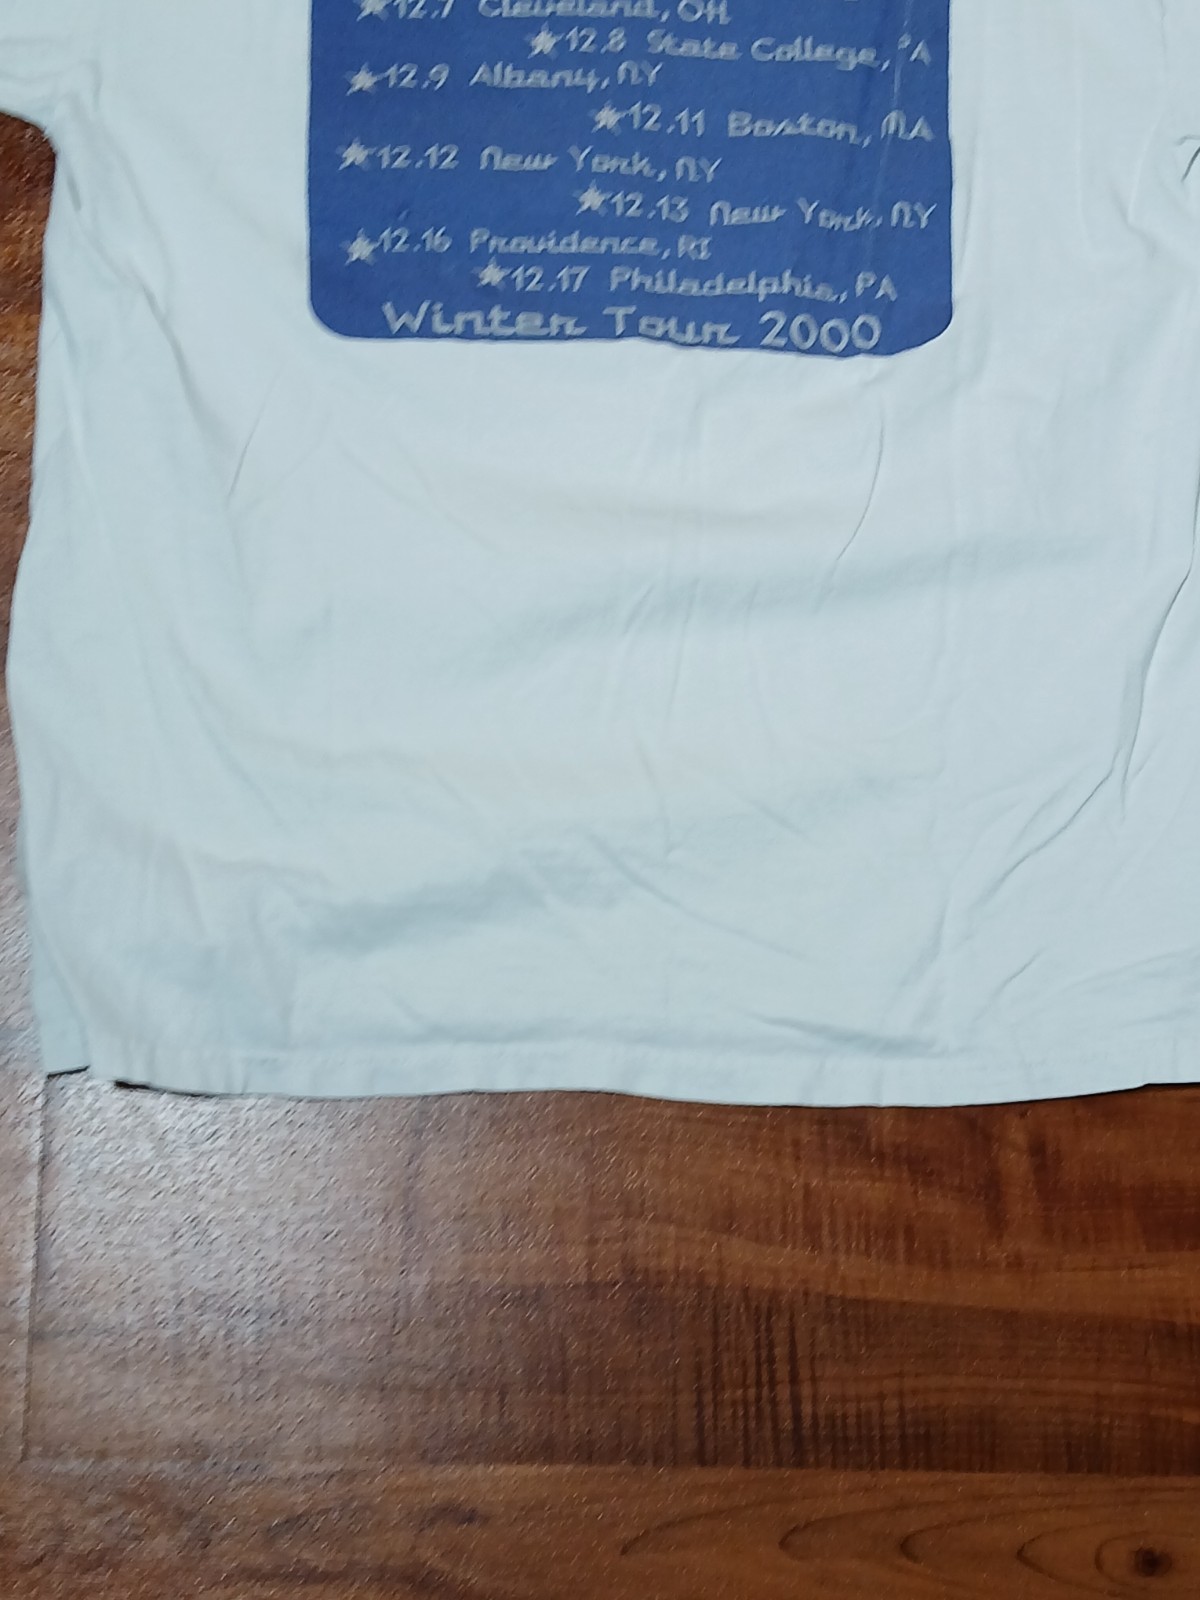 ★12.7 Cleveland, OH
★12.8 State College, PA
★12.9 Albany, NY
★12.11 Boston, MA
★12.12 New York, NY
★12.13 New York, NY
★12.16 Providence, RI
★12.17 Philadelphia, PA
Winter Tour 2000